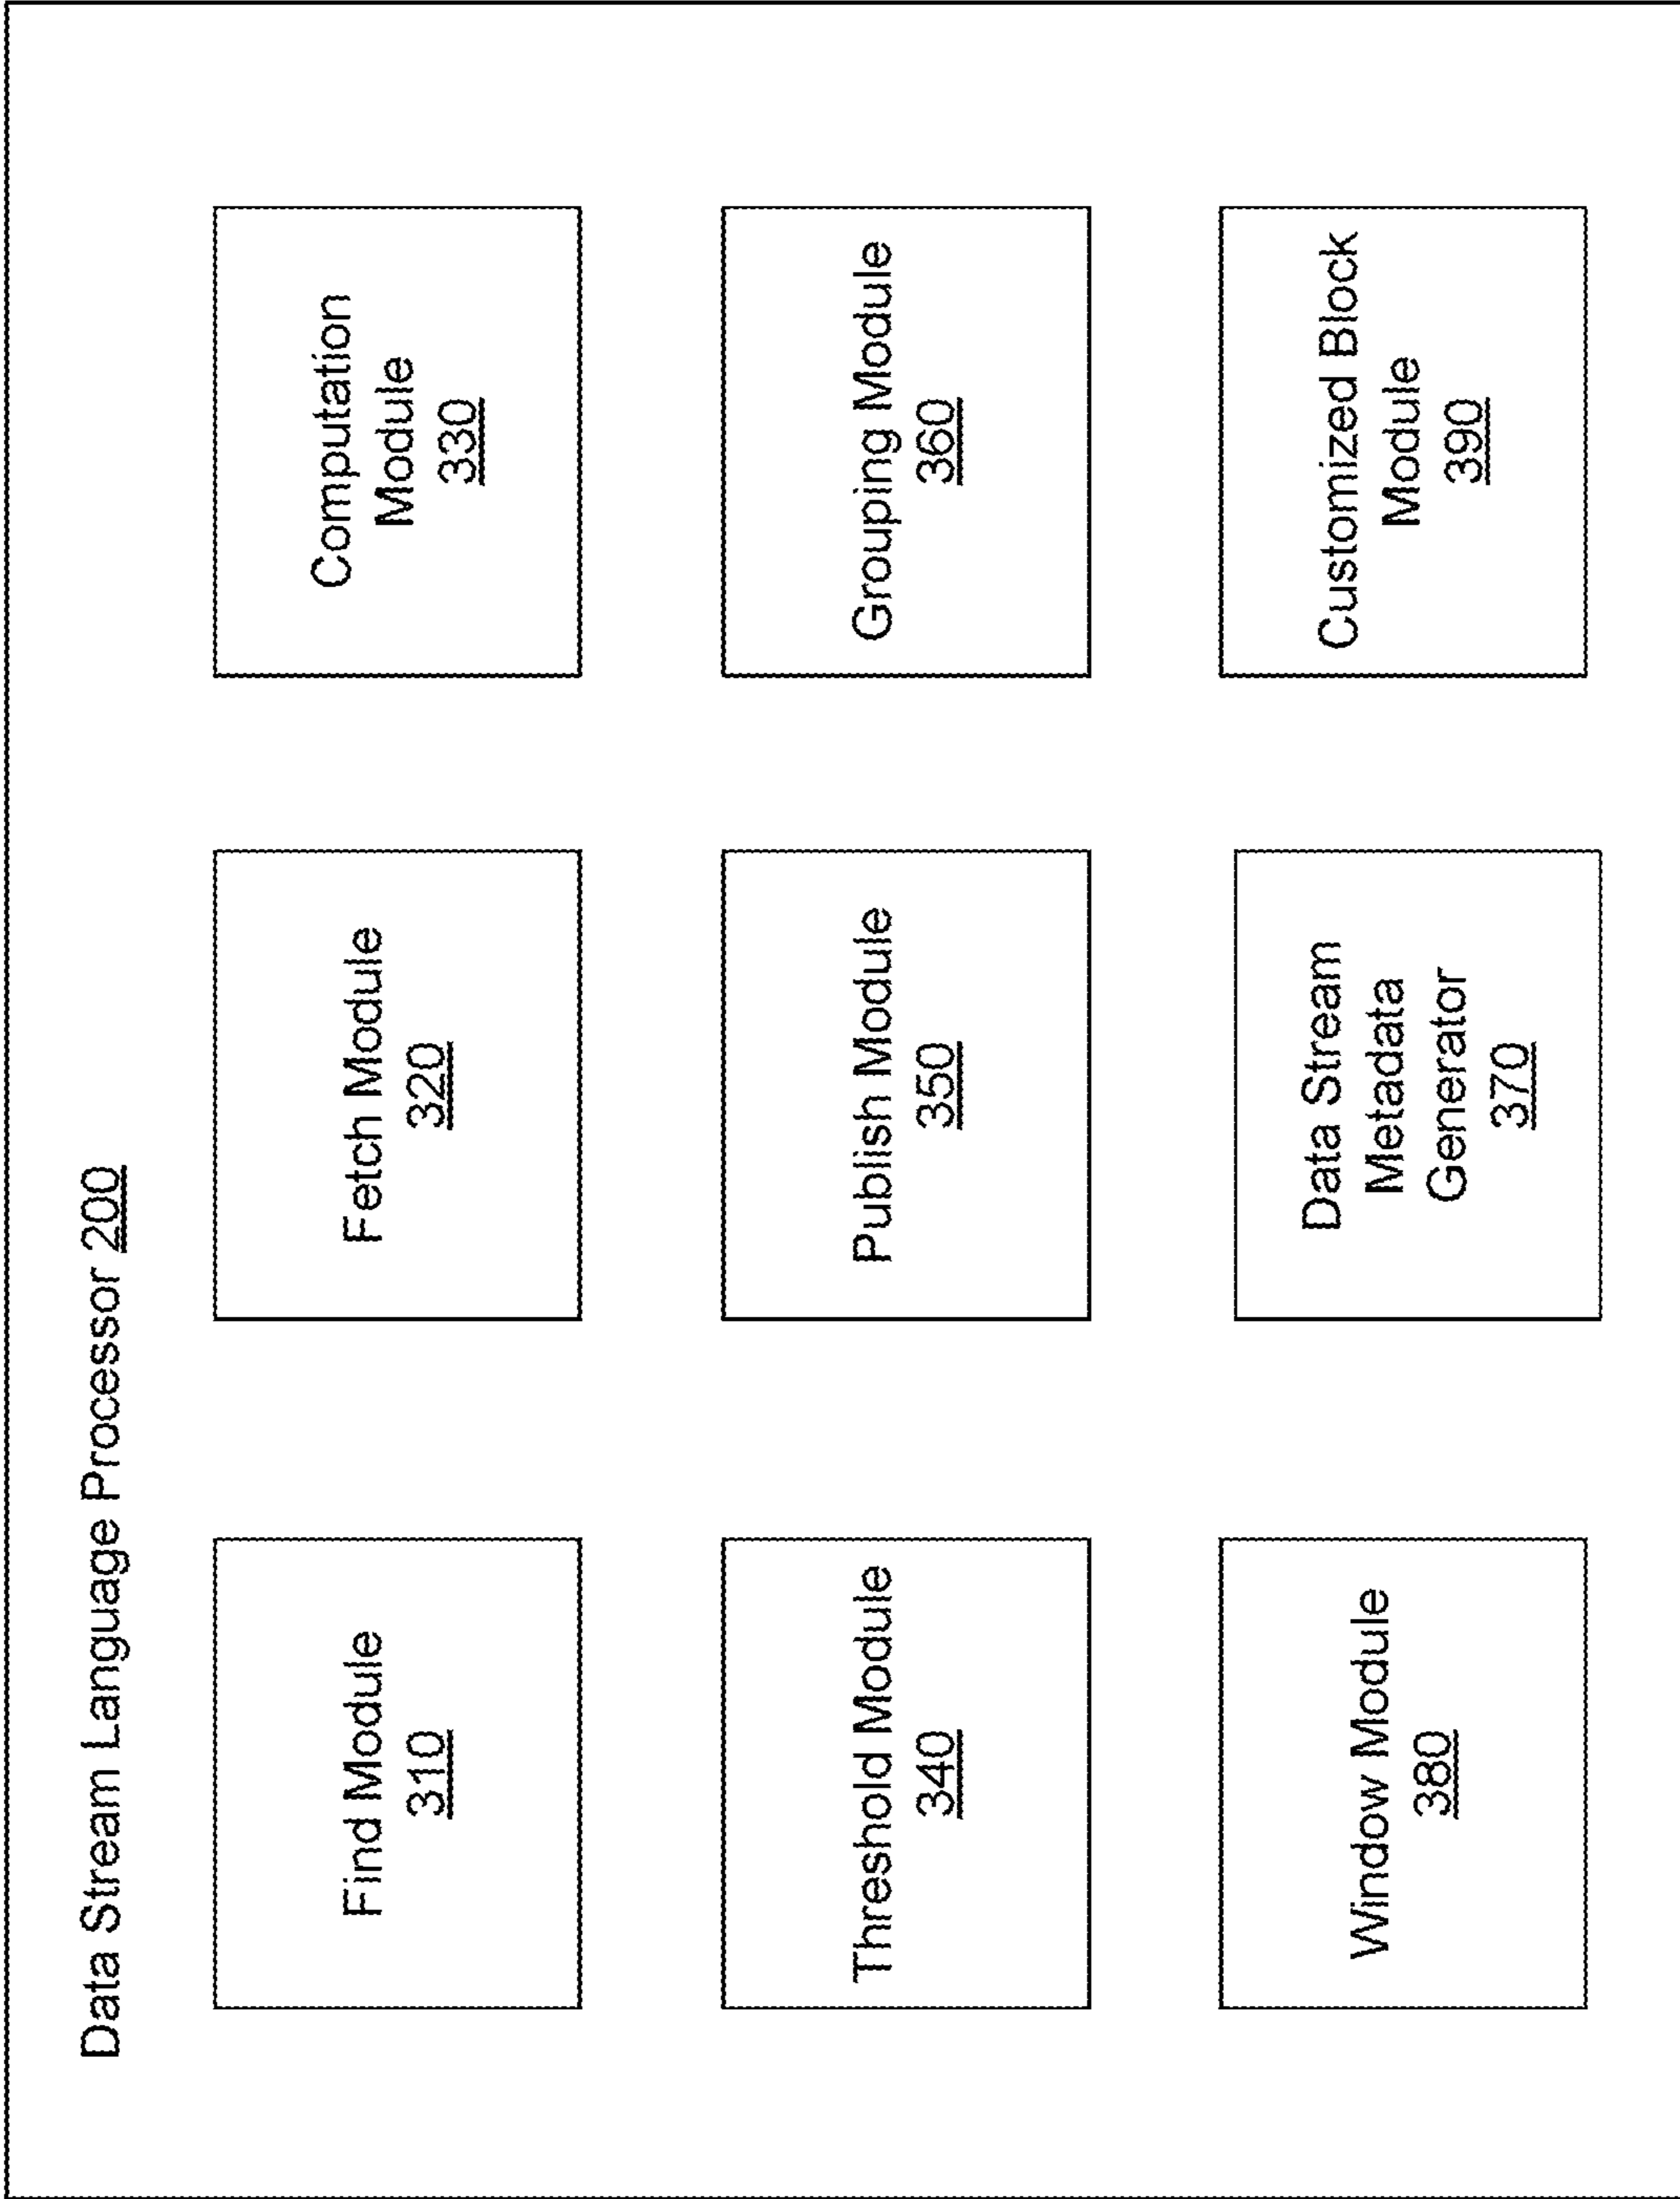 Data Stream Language Processor 200
Find Module
310
Fetch Module
320
Computation
Module
330
Threshold Module
340
Publish Module
350
Grouping Module
360
Window Module
380
Data Stream
Metadata
Generator
370
Customized Block
Module
390